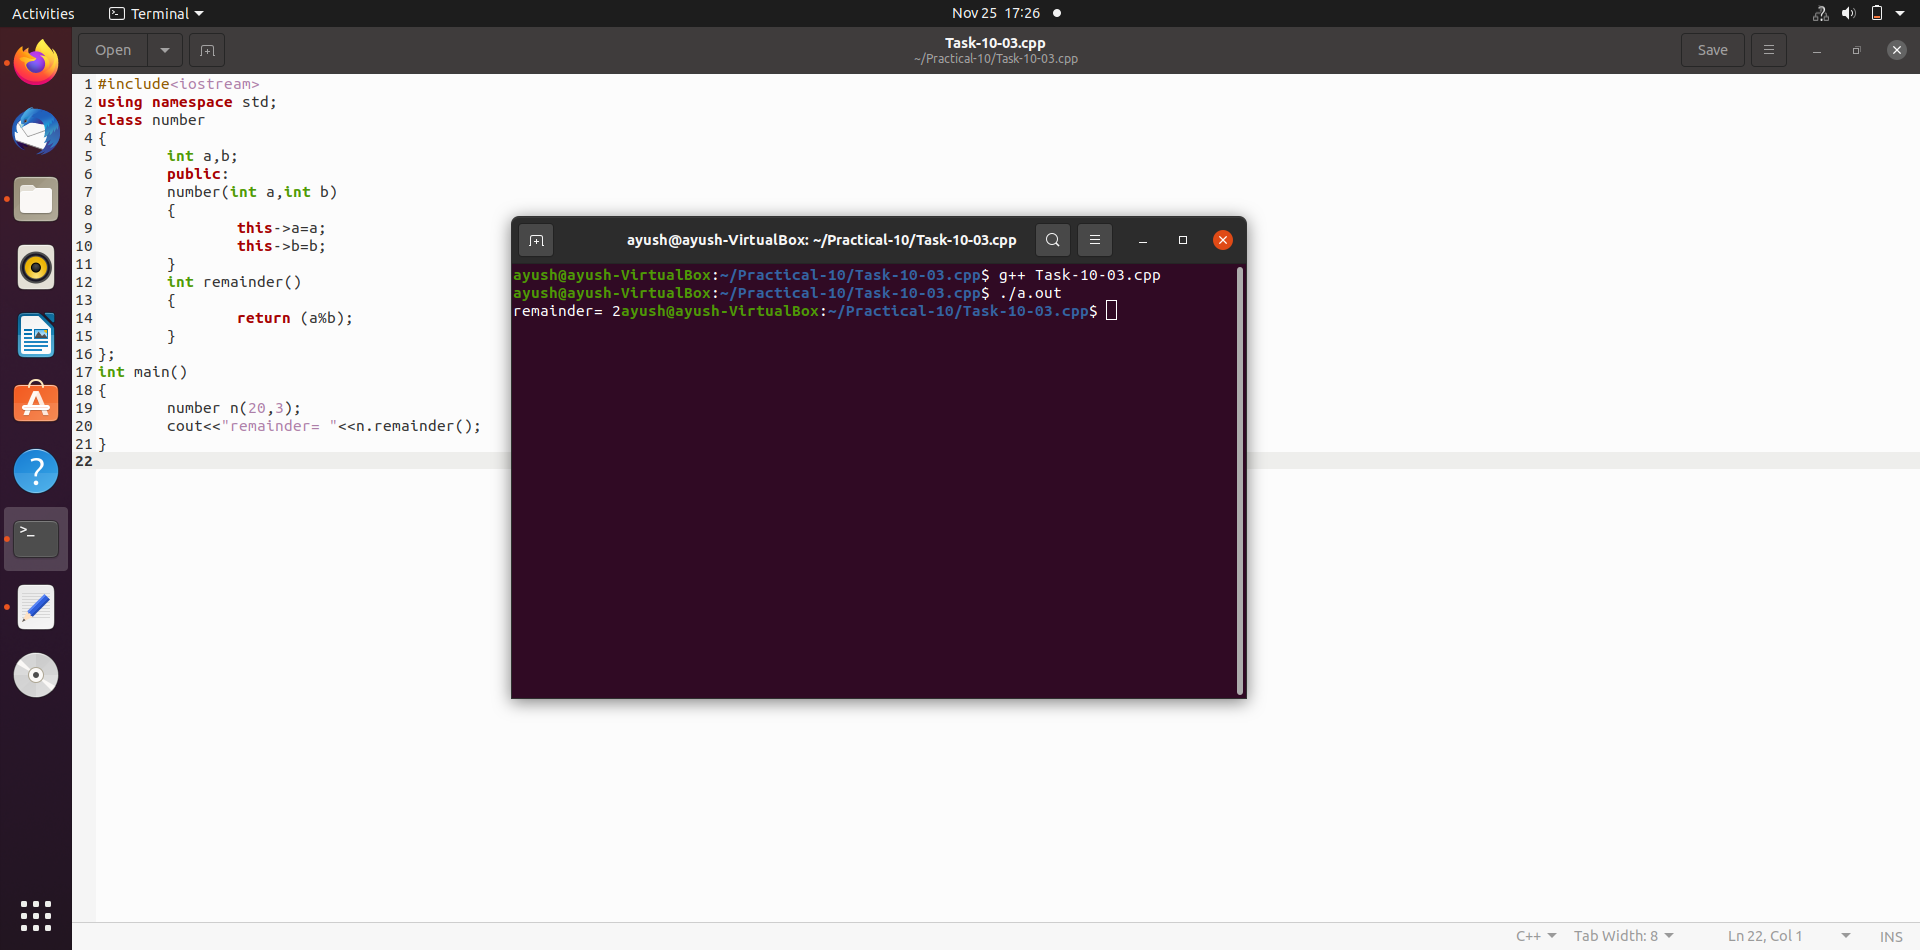 Activities Terminal Nov 25 17:26
Open Task-10-03.cpp Save
~/Practical-10/Task-10-03.cpp
1 #include<iostream>
2 using namespace std;
3 class number
4 {
5 int a,b;
6 public:
7 number(int a,int b)
8 {
9 this->a=a;
10 this->b=b;
11 }
12 int remainder()
13 {
14 return (a%b);
15 }
16 };
17 int main()
18 {
19 number n(20,3);
20 cout<<"remainder= "<<n.remainder();
21 }
22
ayush@ayush-VirtualBox: ~/Practical-10/Task-10-03.cpp
ayush@ayush-VirtualBox:~/Practical-10/Task-10-03.cpp$ g++ Task-10-03.cpp
ayush@ayush-VirtualBox:~/Practical-10/Task-10-03.cpp$ ./a.out
remainder= 2ayush@ayush-VirtualBox:~/Practical-10/Task-10-03.cpp$
C++ Tab Width: 8 Ln 22, Col 1 INS